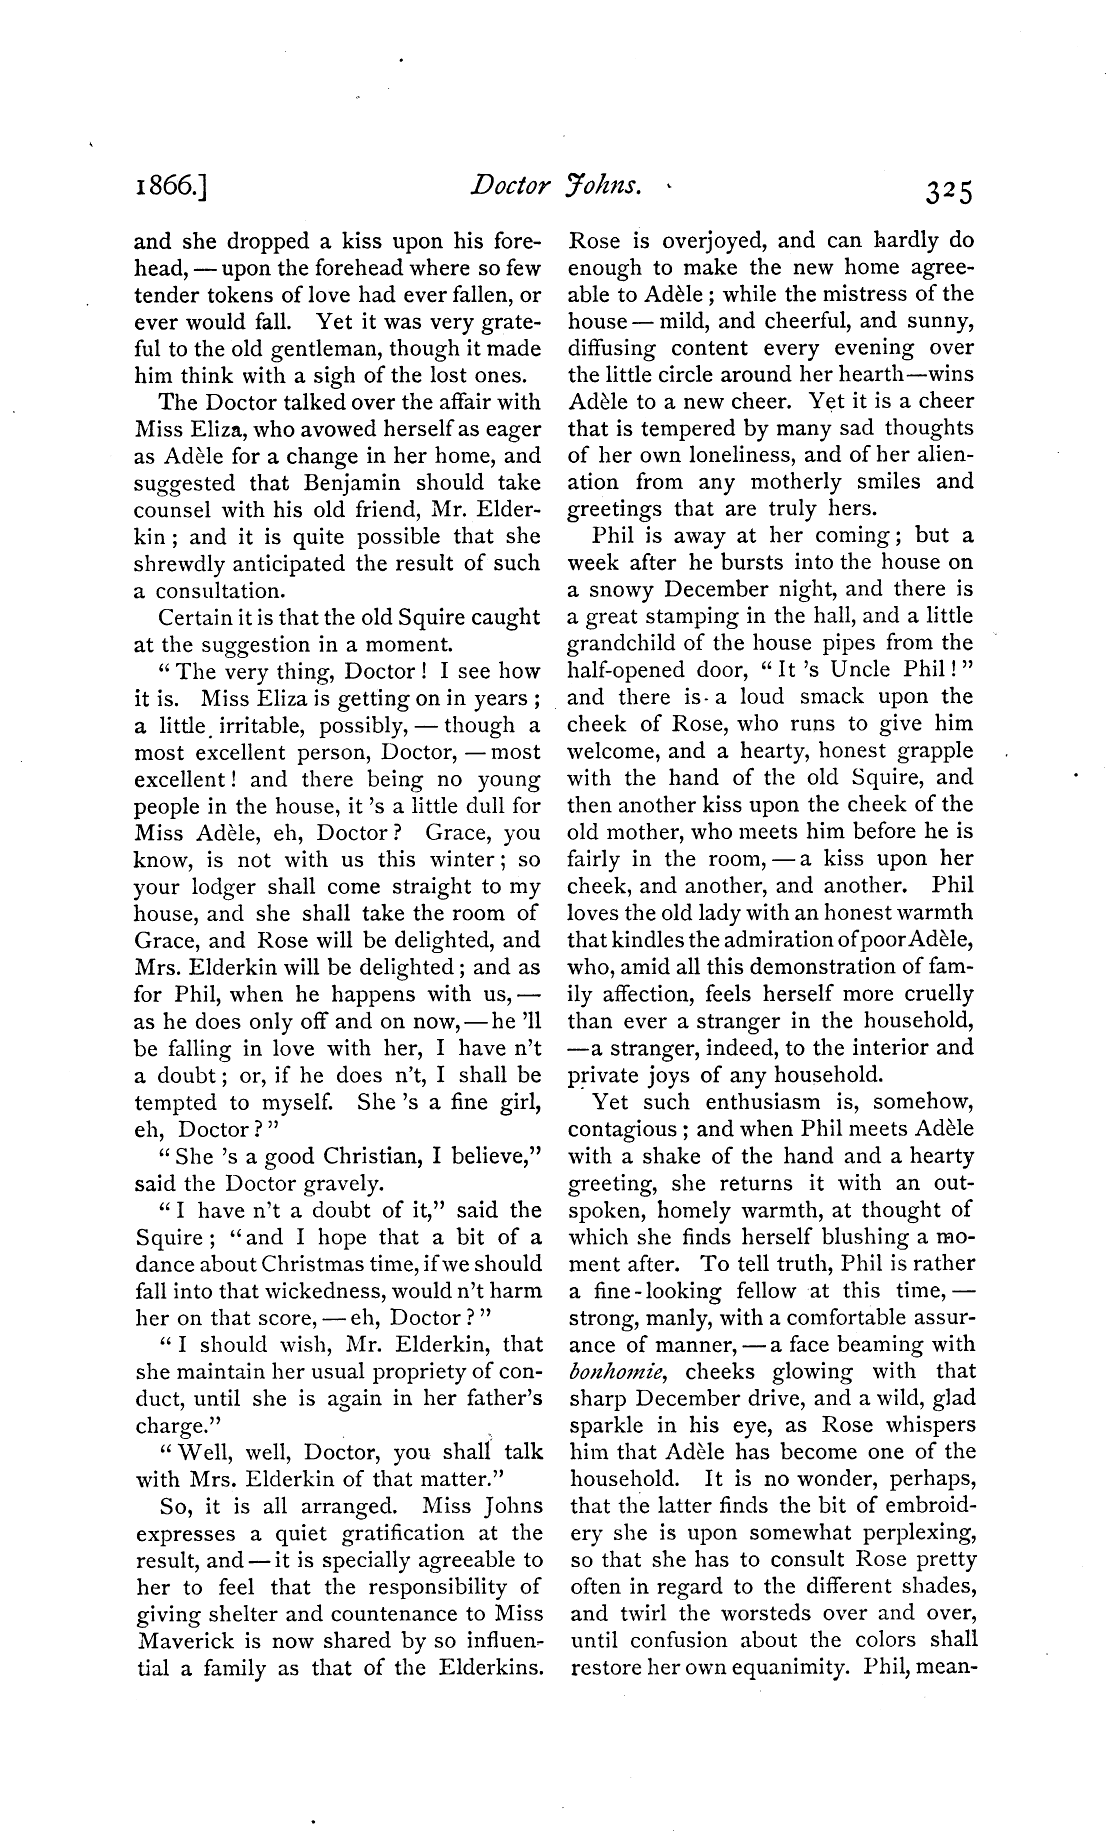 1866.] Doctor Johns. 325
and she dropped a kiss upon his fore-
head, — upon the forehead where so few
tender tokens of love had ever fallen, or
ever would fall. Yet it was very grate-
ful to the old gentleman, though it made
him think with a sigh of the lost ones.
The Doctor talked over the affair with
Miss Eliza, who avowed herself as eager
as Adèle for a change in her home, and
suggested that Benjamin should take
counsel with his old friend, Mr. Elder-
kin ; and it is quite possible that she
shrewdly anticipated the result of such
a consultation.
Certain it is that the old Squire caught
at the suggestion in a moment.
" The very thing, Doctor ! I see how
it is. Miss Eliza is getting on in years ;
a little irritable, possibly, — though a
most excellent person, Doctor, — most
excellent ! and there being no young
people in the house, it 's a little dull for
Miss Adèle, eh, Doctor ? Grace, you
know, is not with us this winter ; so
your lodger shall come straight to my
house, and she shall take the room of
Grace, and Rose will be delighted, and
Mrs. Elderkin will be delighted ; and as
for Phil, when he happens with us, —
as he does only off and on now, — he 'll
be falling in love with her, I have n't
a doubt ; or, if he does n't, I shall be
tempted to myself. She 's a fine girl,
eh, Doctor ? "
" She 's a good Christian, I believe,"
said the Doctor gravely.
" I have n't a doubt of it," said the
Squire ; "and I hope that a bit of a
dance about Christmas time, if we should
fall into that wickedness, would n't harm
her on that score, — eh, Doctor ? "
" I should wish, Mr. Elderkin, that
she maintain her usual propriety of con-
duct, until she is again in her father's
charge."
" Well, well, Doctor, you shall talk
with Mrs. Elderkin of that matter."
So, it is all arranged. Miss Johns
expresses a quiet gratification at the
result, and — it is specially agreeable to
her to feel that the responsibility of
giving shelter and countenance to Miss
Maverick is now shared by so influen-
tial a family as that of the Elderkins.
Rose is overjoyed, and can hardly do
enough to make the new home agree-
able to Adèle ; while the mistress of the
house — mild, and cheerful, and sunny,
diffusing content every evening over
the little circle around her hearth—wins
Adèle to a new cheer. Yet it is a cheer
that is tempered by many sad thoughts
of her own loneliness, and of her alien-
ation from any motherly smiles and
greetings that are truly hers.
Phil is away at her coming ; but a
week after he bursts into the house on
a snowy December night, and there is
a great stamping in the hall, and a little
grandchild of the house pipes from the
half-opened door, " It 's Uncle Phil ! "
and there is a loud smack upon the
cheek of Rose, who runs to give him
welcome, and a hearty, honest grapple
with the hand of the old Squire, and
then another kiss upon the cheek of the
old mother, who meets him before he is
fairly in the room, — a kiss upon her
cheek, and another, and another. Phil
loves the old lady with an honest warmth
that kindles the admiration of poor Adèle,
who, amid all this demonstration of fam-
ily affection, feels herself more cruelly
than ever a stranger in the household,
—a stranger, indeed, to the interior and
private joys of any household.
Yet such enthusiasm is, somehow,
contagious ; and when Phil meets Adèle
with a shake of the hand and a hearty
greeting, she returns it with an out-
spoken, homely warmth, at thought of
which she finds herself blushing a mo-
ment after. To tell truth, Phil is rather
a fine-looking fellow at this time, —
strong, manly, with a comfortable assur-
ance of manner, — a face beaming with
bonhomie, cheeks glowing with that
sharp December drive, and a wild, glad
sparkle in his eye, as Rose whispers
him that Adèle has become one of the
household. It is no wonder, perhaps,
that the latter finds the bit of embroid-
ery she is upon somewhat perplexing,
so that she has to consult Rose pretty
often in regard to the different shades,
and twirl the worsteds over and over,
until confusion about the colors shall
restore her own equanimity. Phil, mean-